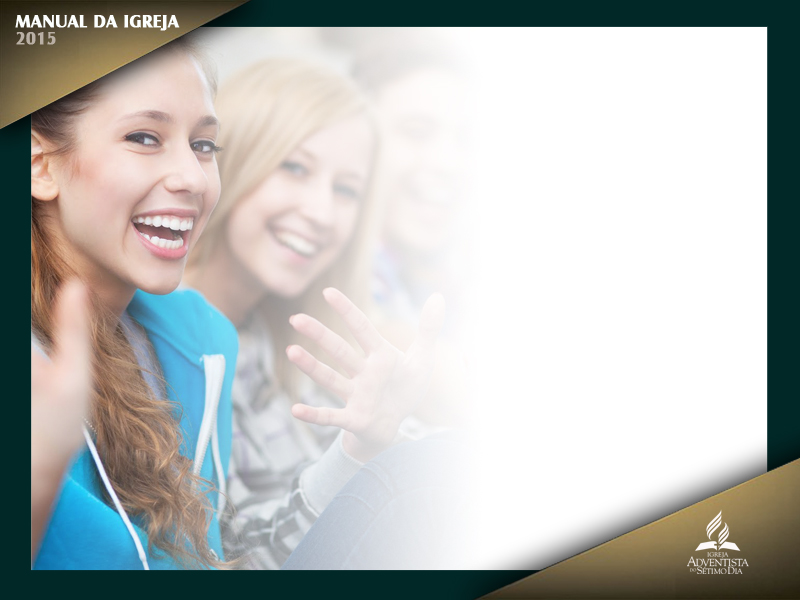 MANUAL DA IGREJA
2015
IGREJA
ADVENTISTA
DO SÉTIMO DIA